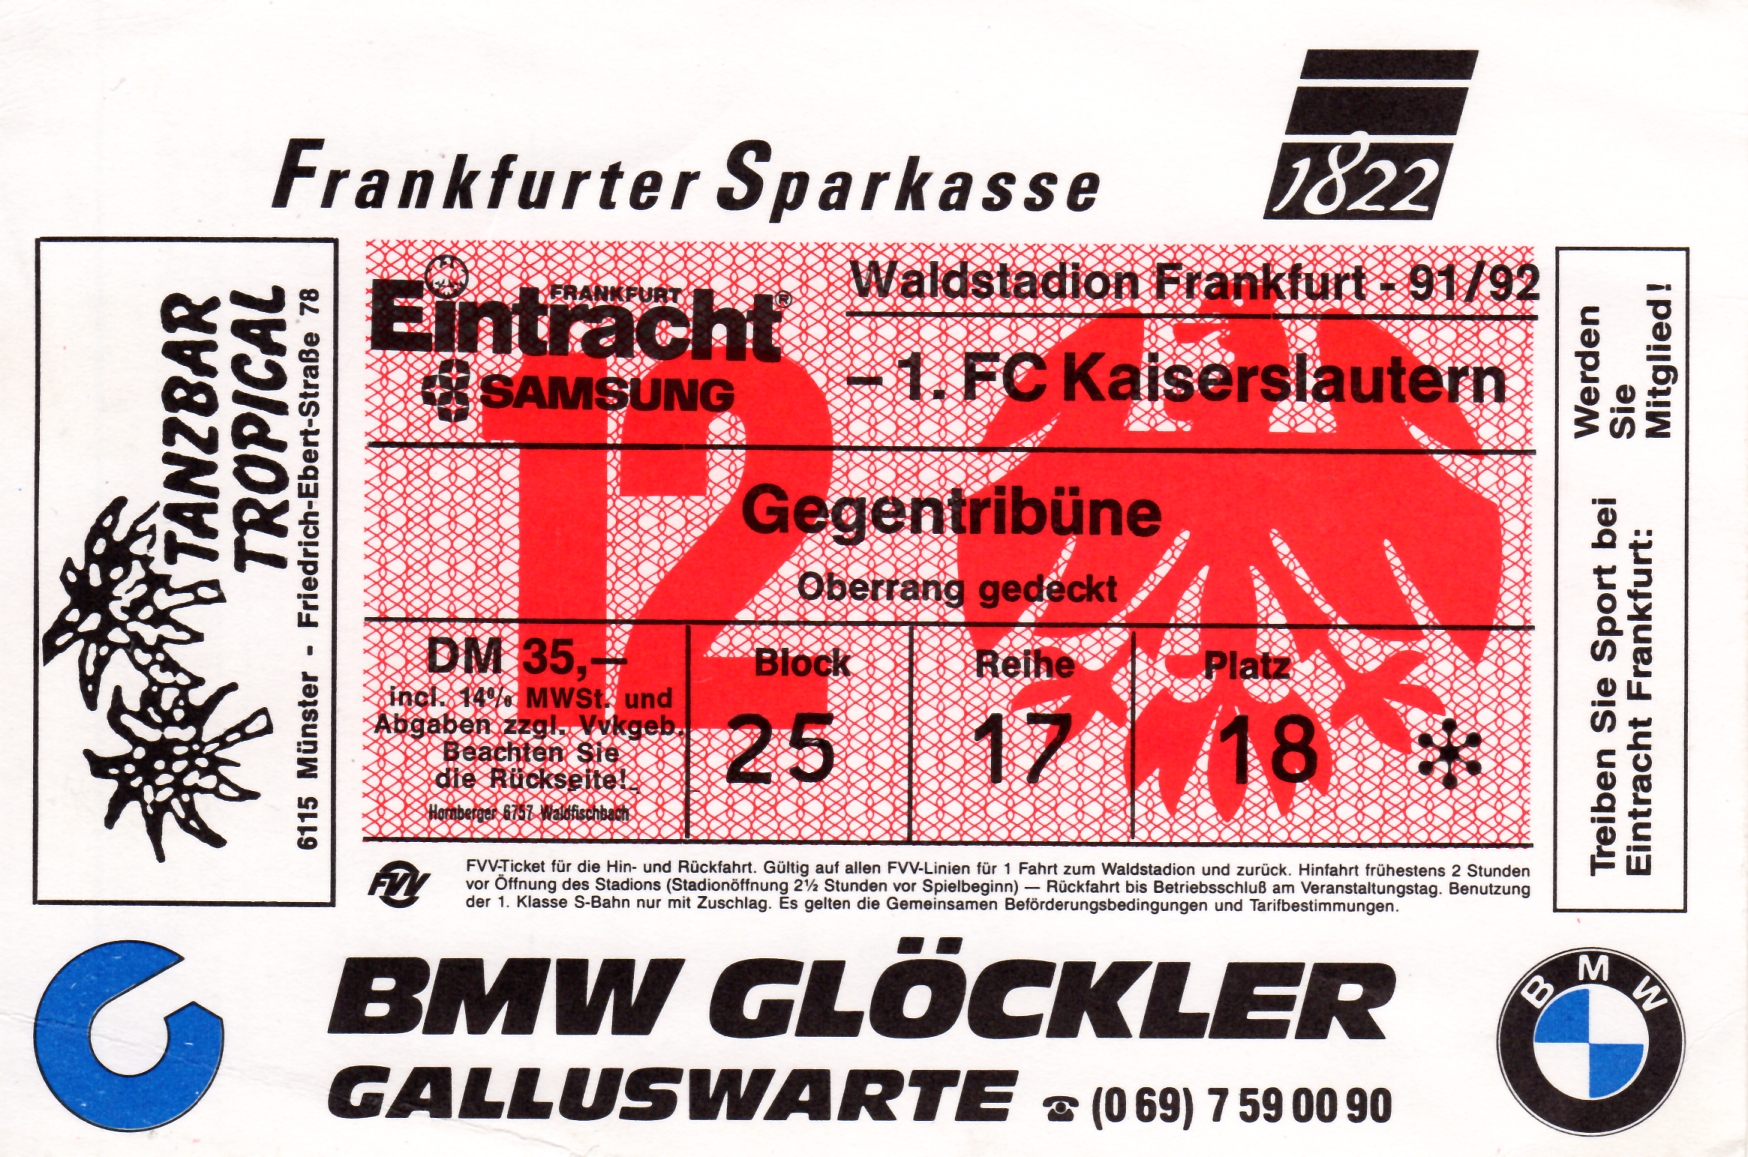 Frankfurter Sparkasse
1822
TANZBAR
TROPICAL
6115 Münster - Friedrich-Ebert-Straße 78
FRANKFURT
Eintracht®
SAMSUNG
12
Waldstadion Frankfurt - 91/92
– 1. FC Kaiserslautern
Gegentribüne
Oberrang gedeckt
DM 35,—
incl. 14% MWSt. und
Abgaben zzgl. Vvkgeb.
Beachten Sie
die Rückseite!
Hornberger 6757 Waldfischbach
Block
25
Reihe
17
Platz
18
Treiben Sie Sport bei
Eintracht Frankfurt:
Werden
Sie
Mitglied!
FVV
FVV-Ticket für die Hin- und Rückfahrt. Gültig auf allen FVV-Linien für 1 Fahrt zum Waldstadion und zurück. Hinfahrt frühestens 2 Stunden
vor Öffnung des Stadions (Stadionöffnung 2½ Stunden vor Spielbeginn) — Rückfahrt bis Betriebsschluß am Veranstaltungstag. Benutzung
der 1. Klasse S-Bahn nur mit Zuschlag. Es gelten die Gemeinsamen Beförderungsbedingungen und Tarifbestimmungen.
BMW GLÖCKLER
GALLUSWARTE ☎ (0 69) 7 59 00 90
BMW